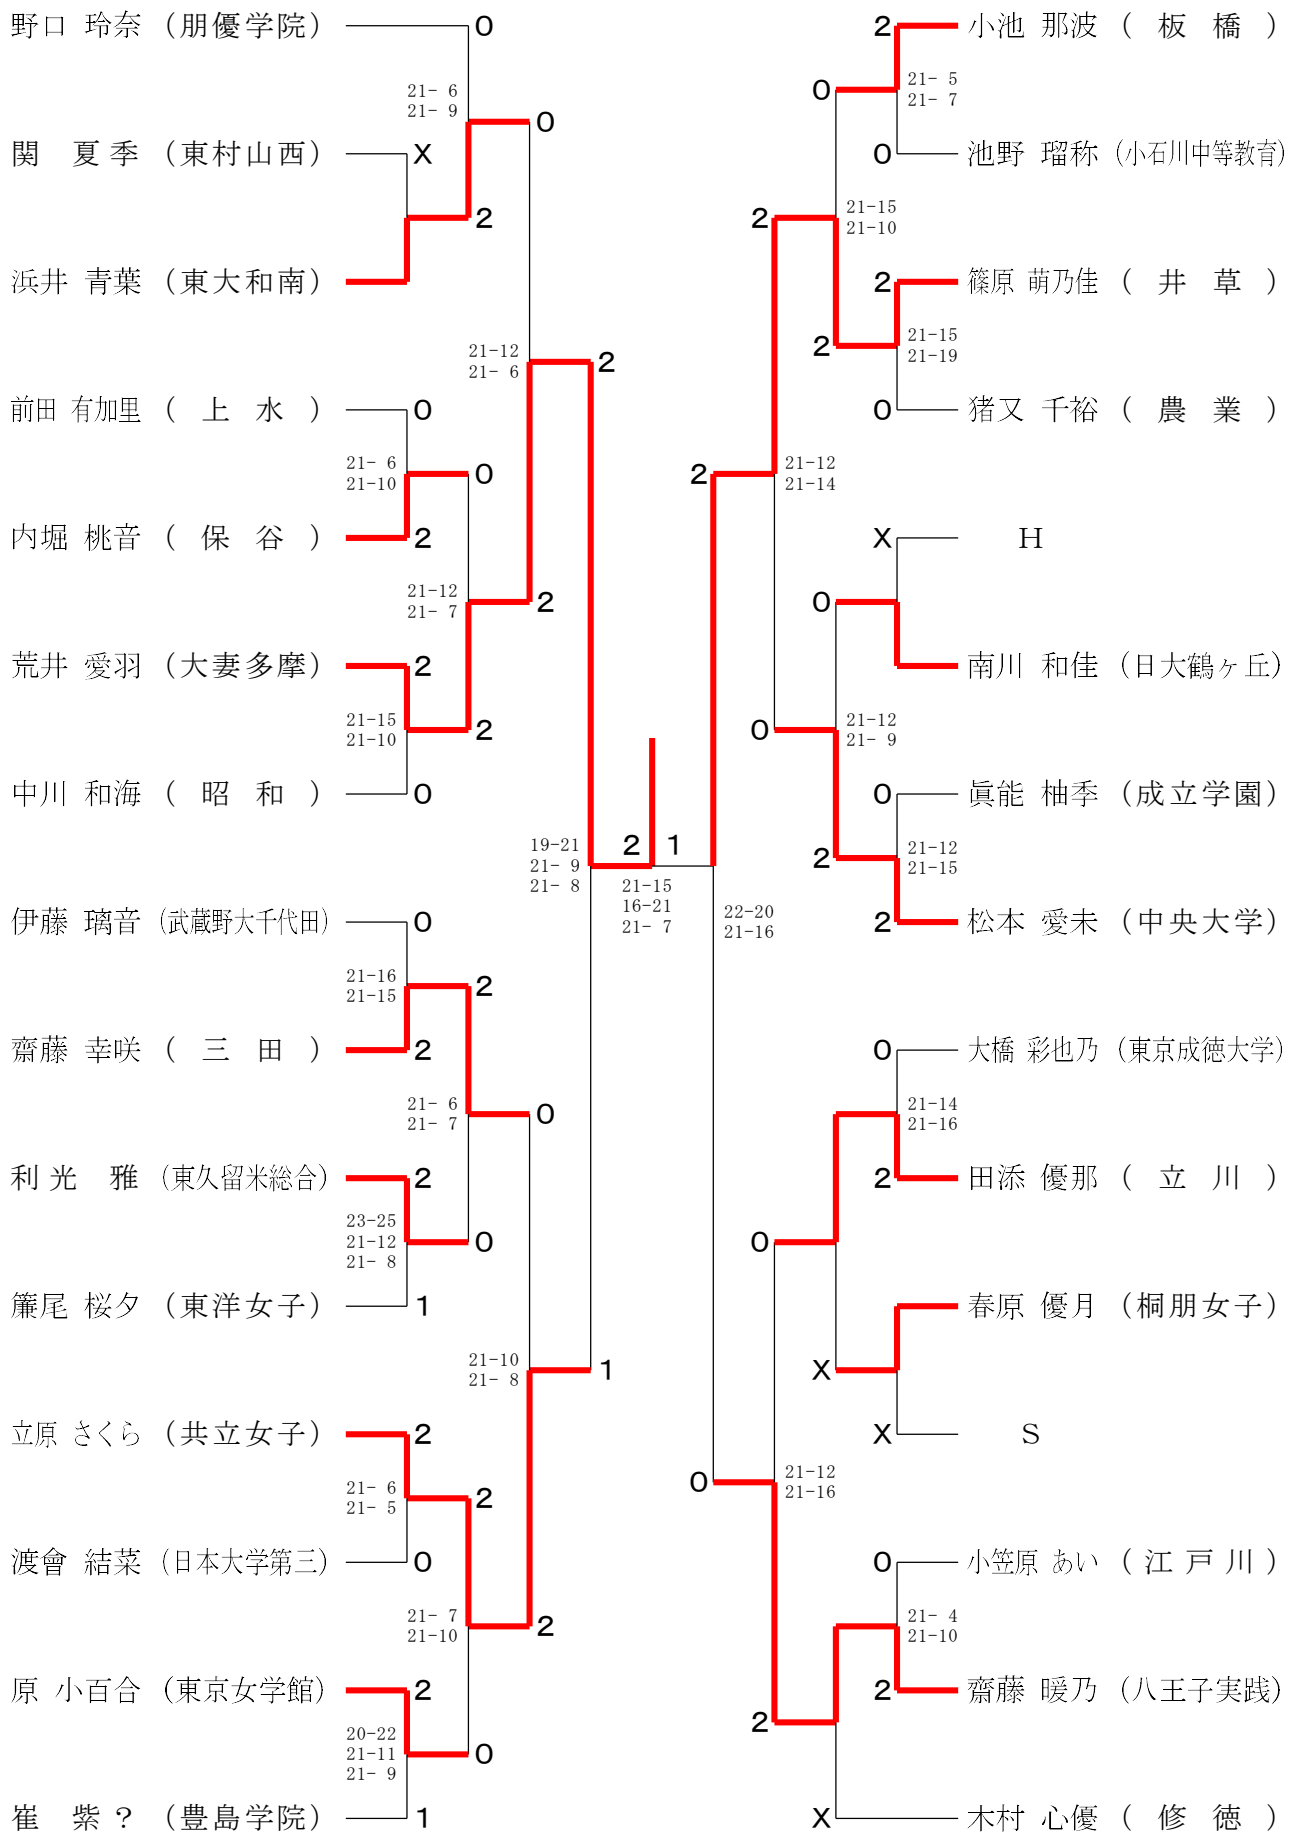 野口 玲奈 (朋優学院)
0
21- 6
21- 9
0
関 夏季 (東村山西)
X
2
浜井 青葉 (東大和南)
21-12
21- 6
2
前田 有加里 ( 上 水 )
0
21- 6
21-10
0
内堀 桃音 ( 保 谷 )
2
21-12
21- 7
2
荒井 愛羽 (大妻多摩)
2
21-15
21-10
2
中川 和海 ( 昭 和 )
0
19-21
21- 9
21- 8
2
1
21-15
16-21
21- 7
伊藤 璃音 (武蔵野大千代田)
0
21-16
21-15
2
齋藤 幸咲 ( 三 田 )
2
21- 6
21- 7
0
利光 雅 (東久留米総合)
2
23-25
21-12
21- 8
0
簾尾 桜夕 (東洋女子)
1
21-10
21- 8
1
立原 さくら (共立女子)
2
21- 6
21- 5
2
渡會 結菜 (日本大学第三)
0
21- 7
21-10
2
原 小百合 (東京女学館)
2
20-22
21-11
21- 9
0
崔 紫? (豊島学院)
1
2
小池 那波 ( 板 橋 )
0
21- 5
21- 7
0
池野 瑠称 (小石川中等教育)
2
21-15
21-10
2
篠原 萌乃佳 ( 井 草 )
2
21-15
21-19
0
猪又 千裕 ( 農 業 )
2
21-12
21-14
X
H
0
南川 和佳 (日大鶴ヶ丘)
0
21-12
21- 9
0
眞能 柚季 (成立学園)
2
21-12
21-15
2
松本 愛未 (中央大学)
22-20
21-16
0
大橋 彩也乃 (東京成徳大学)
21-14
21-16
2
田添 優那 ( 立 川 )
0
春原 優月 (桐朋女子)
X
X
S
0
21-12
21-16
0
小笠原 あい ( 江 戸 川 )
21- 4
21-10
2
齋藤 暖乃 (八王子実践)
2
X
木村 心優 ( 修 徳 )